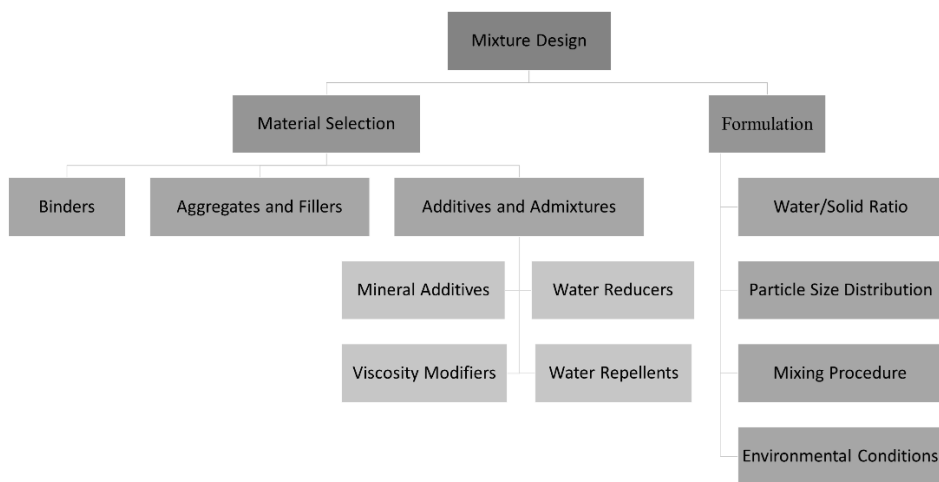 Mixture Design
Material Selection
Formulation
Binders
Aggregates and Fillers
Additives and Admixtures
Water/Solid Ratio
Mineral Additives
Water Reducers
Particle Size Distribution
Viscosity Modifiers
Water Repellents
Mixing Procedure
Environmental Conditions